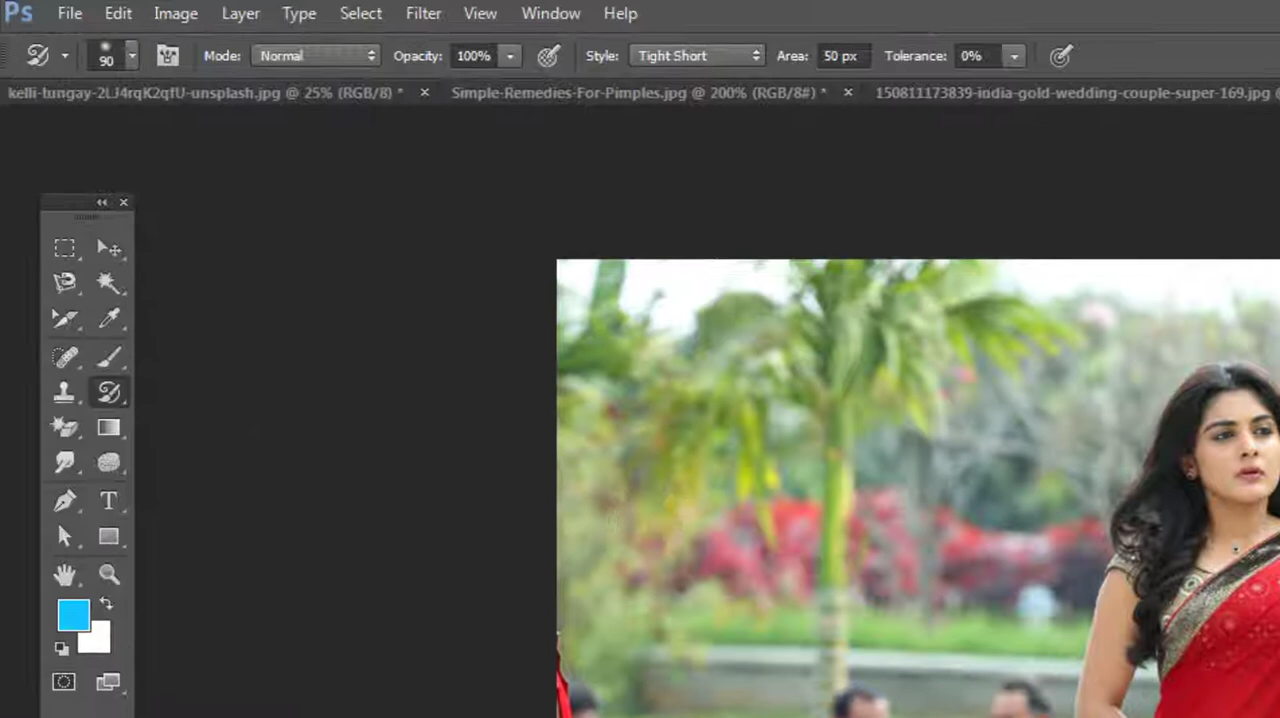 Ps File Edit Image Layer Type Select Filter View Window Help
90 Mode: Normal Opacity: 100% Style: Tight Short Area: 50 px Tolerance: 0%
kelli-tungay-2LJ4rqK2qfU-unsplash.jpg @ 25% (RGB/8) * × Simple-Remedies-For-Pimples.jpg @ 200% (RGB/8#) * × 150811173839-india-gold-wedding-couple-super-169.jpg @
T